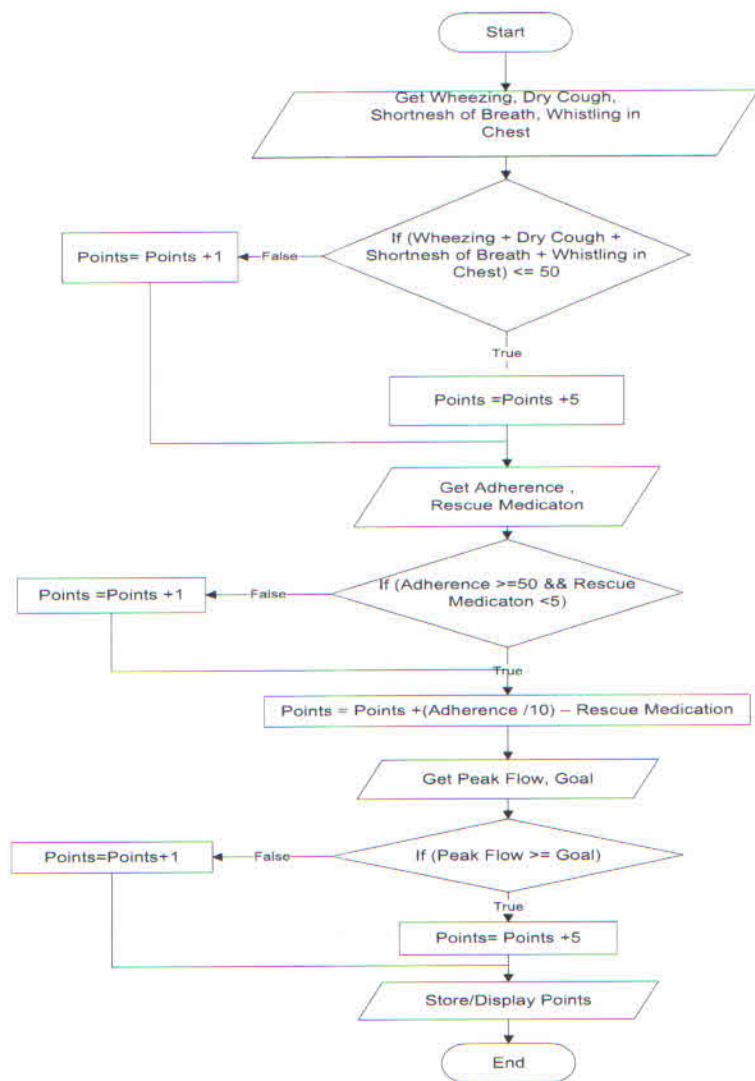 Start
Get Wheezing, Dry Cough,
Shortnesh of Breath, Whistling in
Chest
If (Wheezing + Dry Cough +
Shortnesh of Breath + Whistling in
Chest) <= 50
False
Points= Points +1
True
Points =Points +5
Get Adherence ,
Rescue Medicaton
If (Adherence >=50 && Rescue
Medicaton <5)
False
Points =Points +1
True
Points = Points +(Adherence /10) – Rescue Medication
Get Peak Flow, Goal
If (Peak Flow >= Goal)
False
Points=Points+1
True
Points= Points +5
Store/Display Points
End